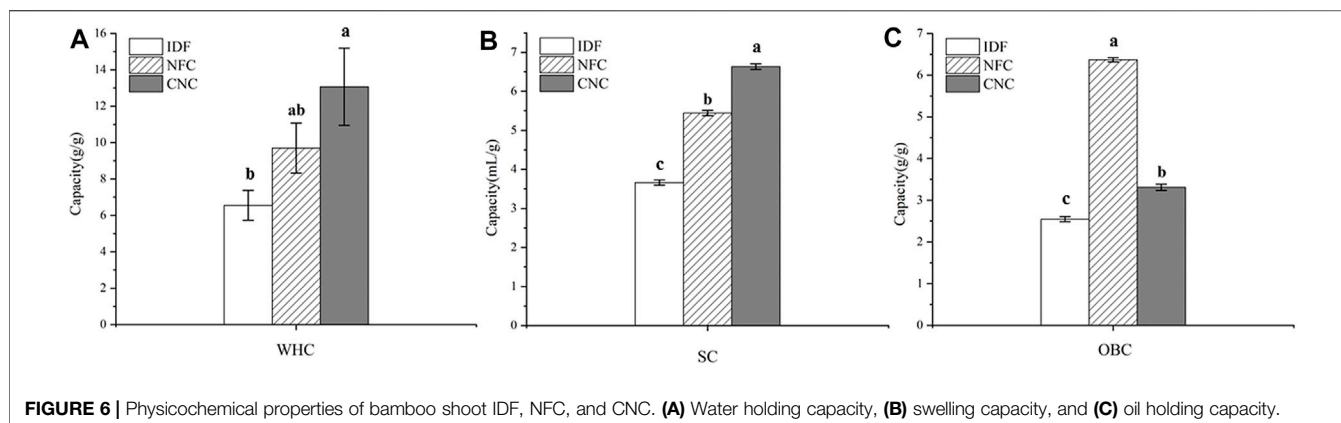 A
IDF
NFC
CNC
Capacity(g/g)
16
14
12
10
8
6
4
2
0
b
ab
a
WHC
B
IDF
NFC
CNC
Capacity(mL/g)
7
6
5
4
3
2
1
0
c
b
a
SC
C
IDF
NFC
CNC
Capacity(g/g)
7
6
5
4
3
2
1
0
c
a
b
OBC
FIGURE 6 | Physicochemical properties of bamboo shoot IDF, NFC, and CNC. (A) Water holding capacity, (B) swelling capacity, and (C) oil holding capacity.